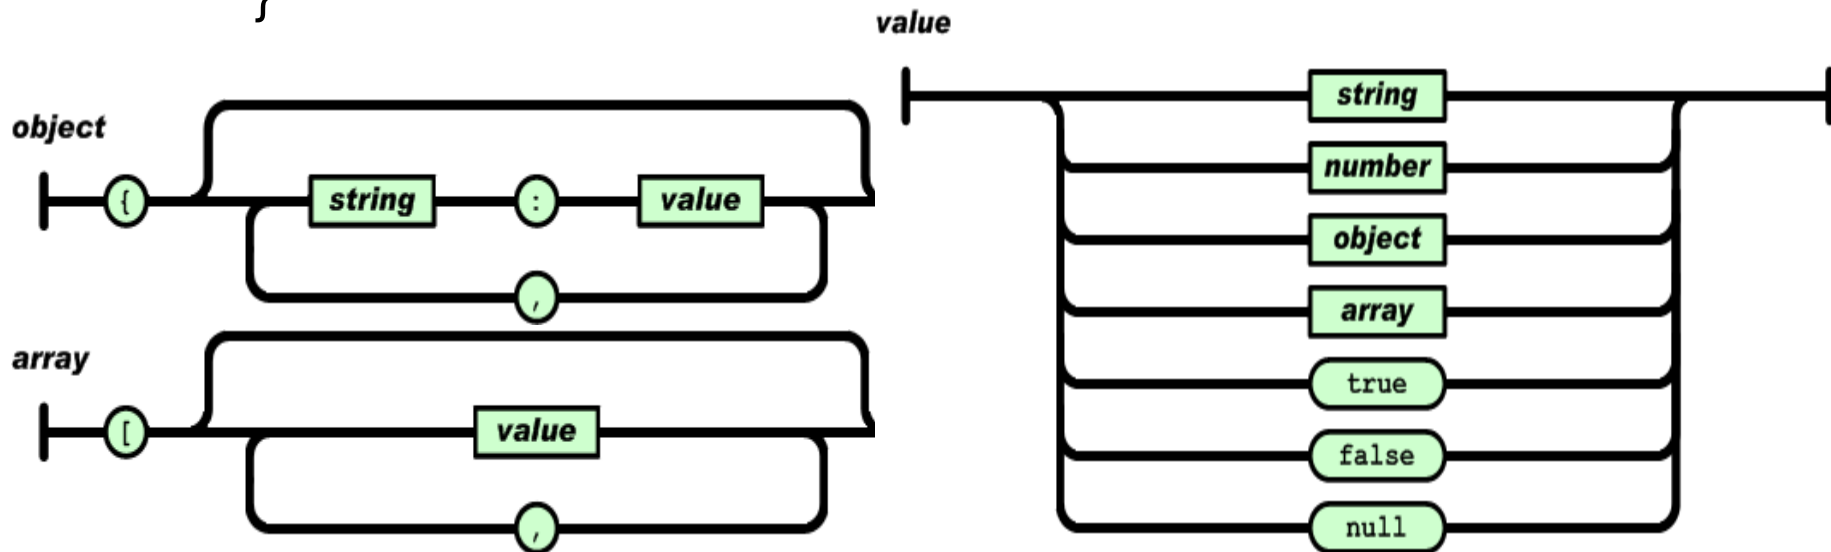 }
object
{ string : value
,
array
[ value
,
value
string
number
object
array
true
false
null